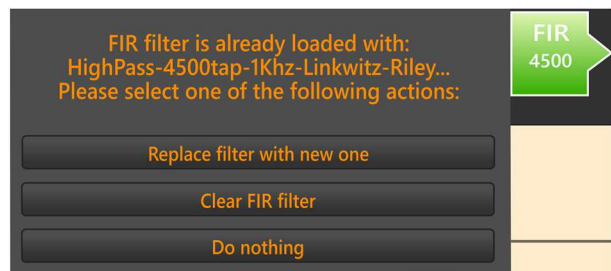 FIR filter is already loaded with:
HighPass-4500tap-1Khz-Linkwitz-Riley...
Please select one of the following actions:
Replace filter with new one
Clear FIR filter
Do nothing
FIR
4500